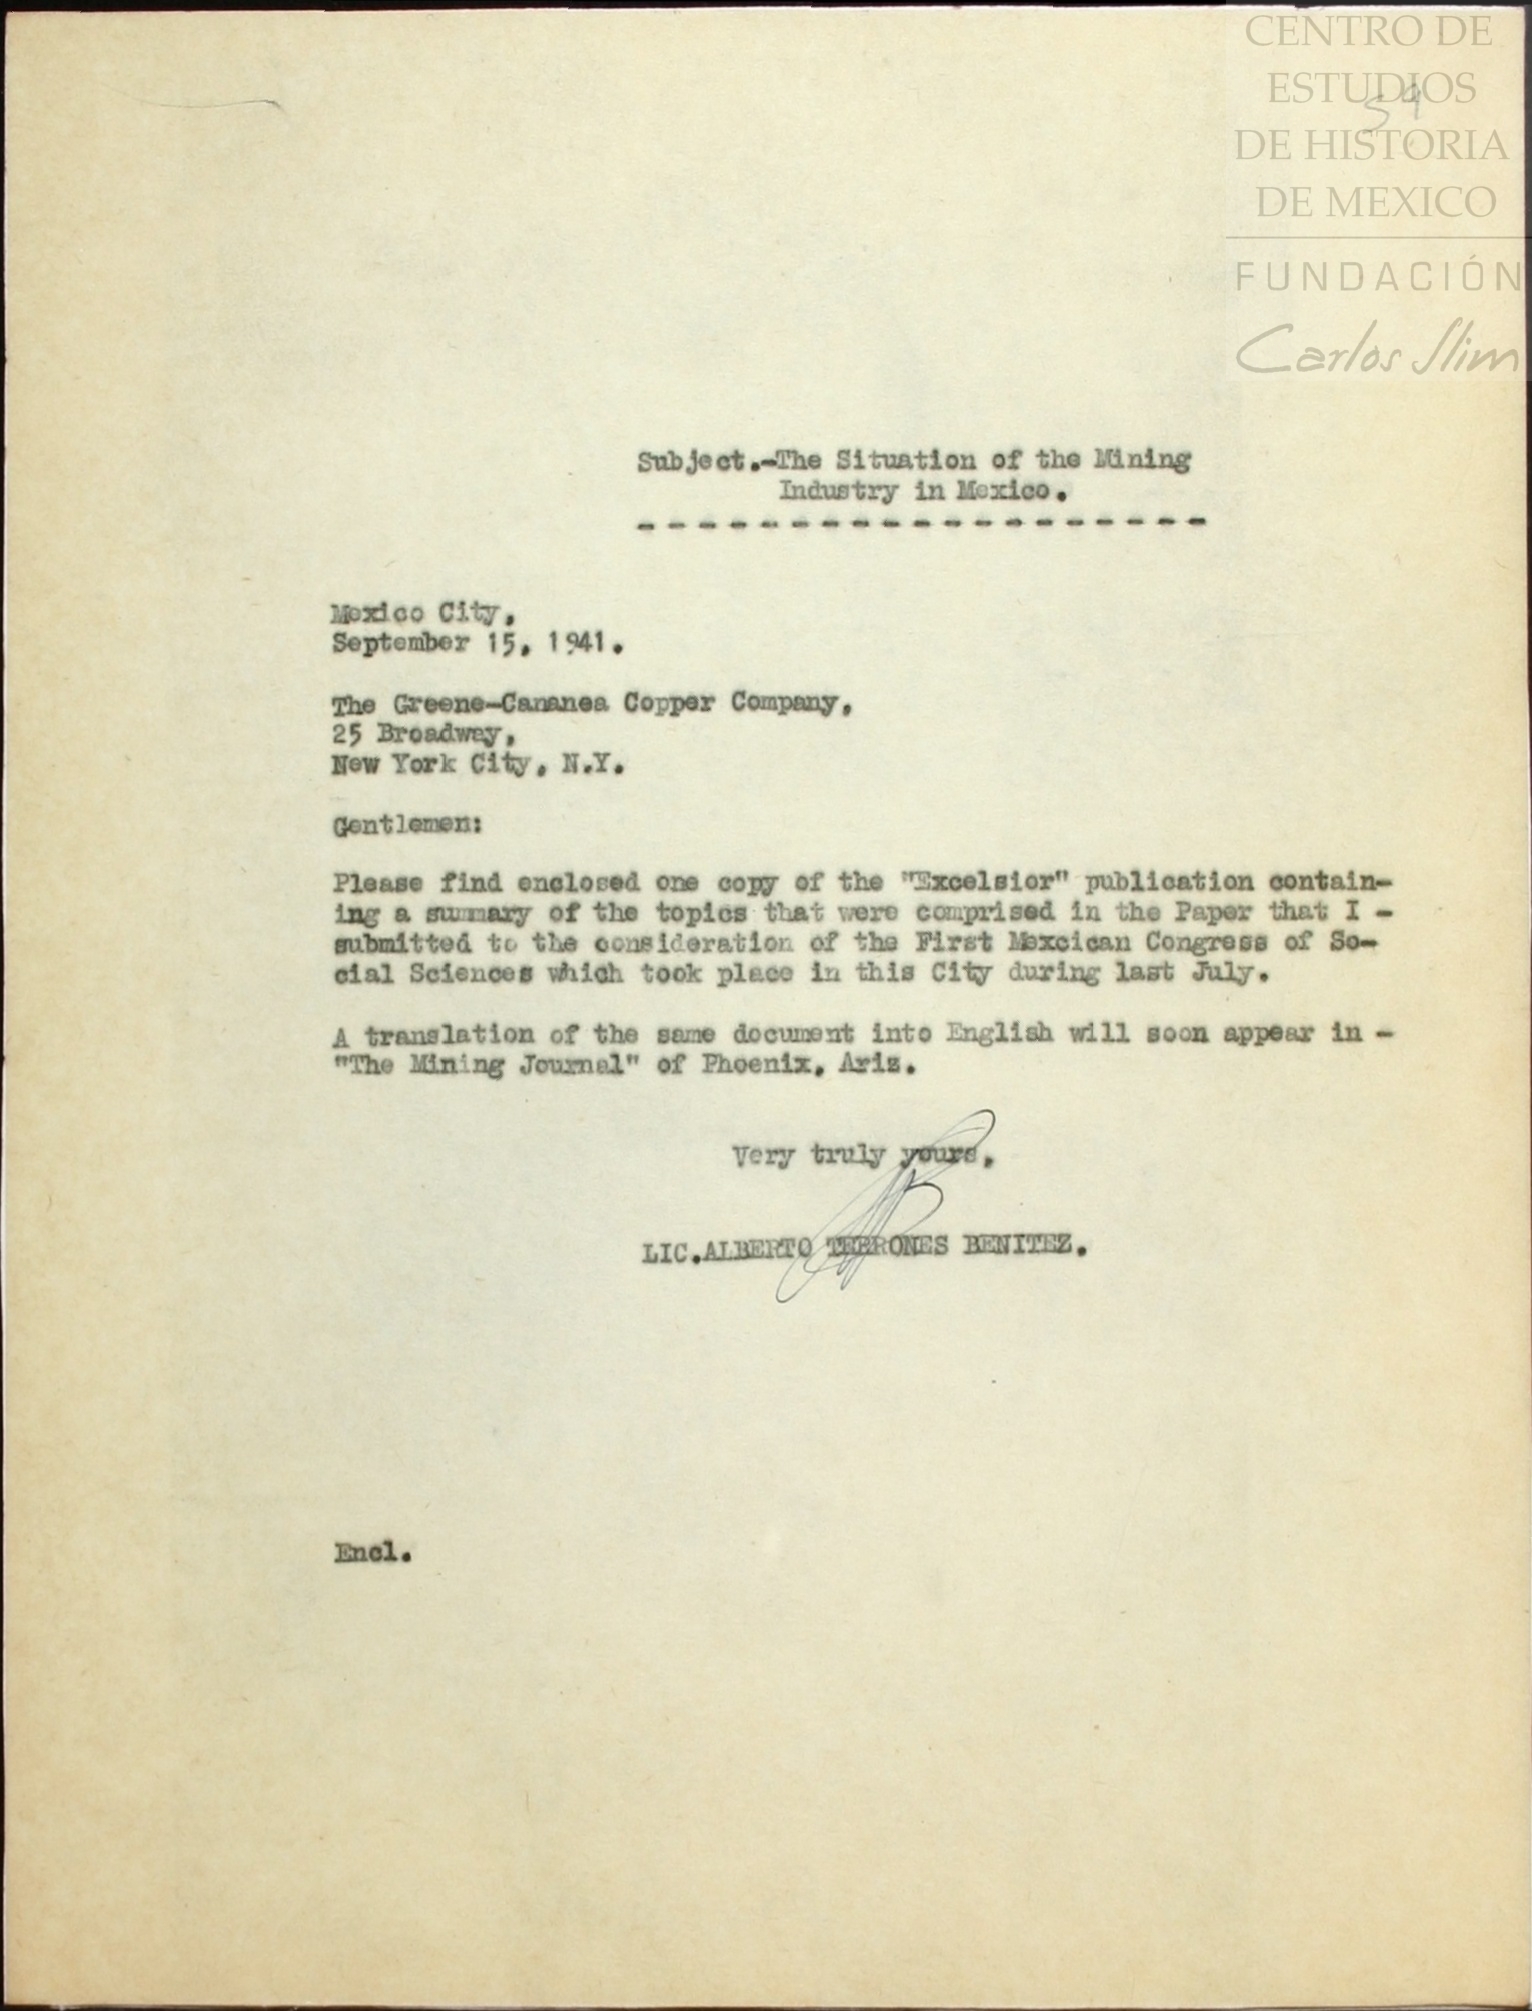 CENTRO DE
ESTUDIOS
DE HISTORIA
DE MEXICO
FUNDACIÓN
Carlos Slim
59
Subject.-The Situation of the Mining
Industry in Mexico.
- - - - - - - - - - - - - - - - - - -
Mexico City,
September 15, 1941.
The Greene-Cananea Copper Company,
25 Broadway,
New York City, N.Y.
Gentlemen:
Please find enclosed one copy of the "Excelsior" publication contain-
ing a summary of the topics that were comprised in the Paper that I -
submitted to the consideration of the First Mexcican Congress of So-
cial Sciences which took place in this City during last July.
A translation of the same document into English will soon appear in -
"The Mining Journal" of Phoenix, Ariz.
Very truly yours,
LIC.ALBERTO TERRONES BENITEZ.
Encl.